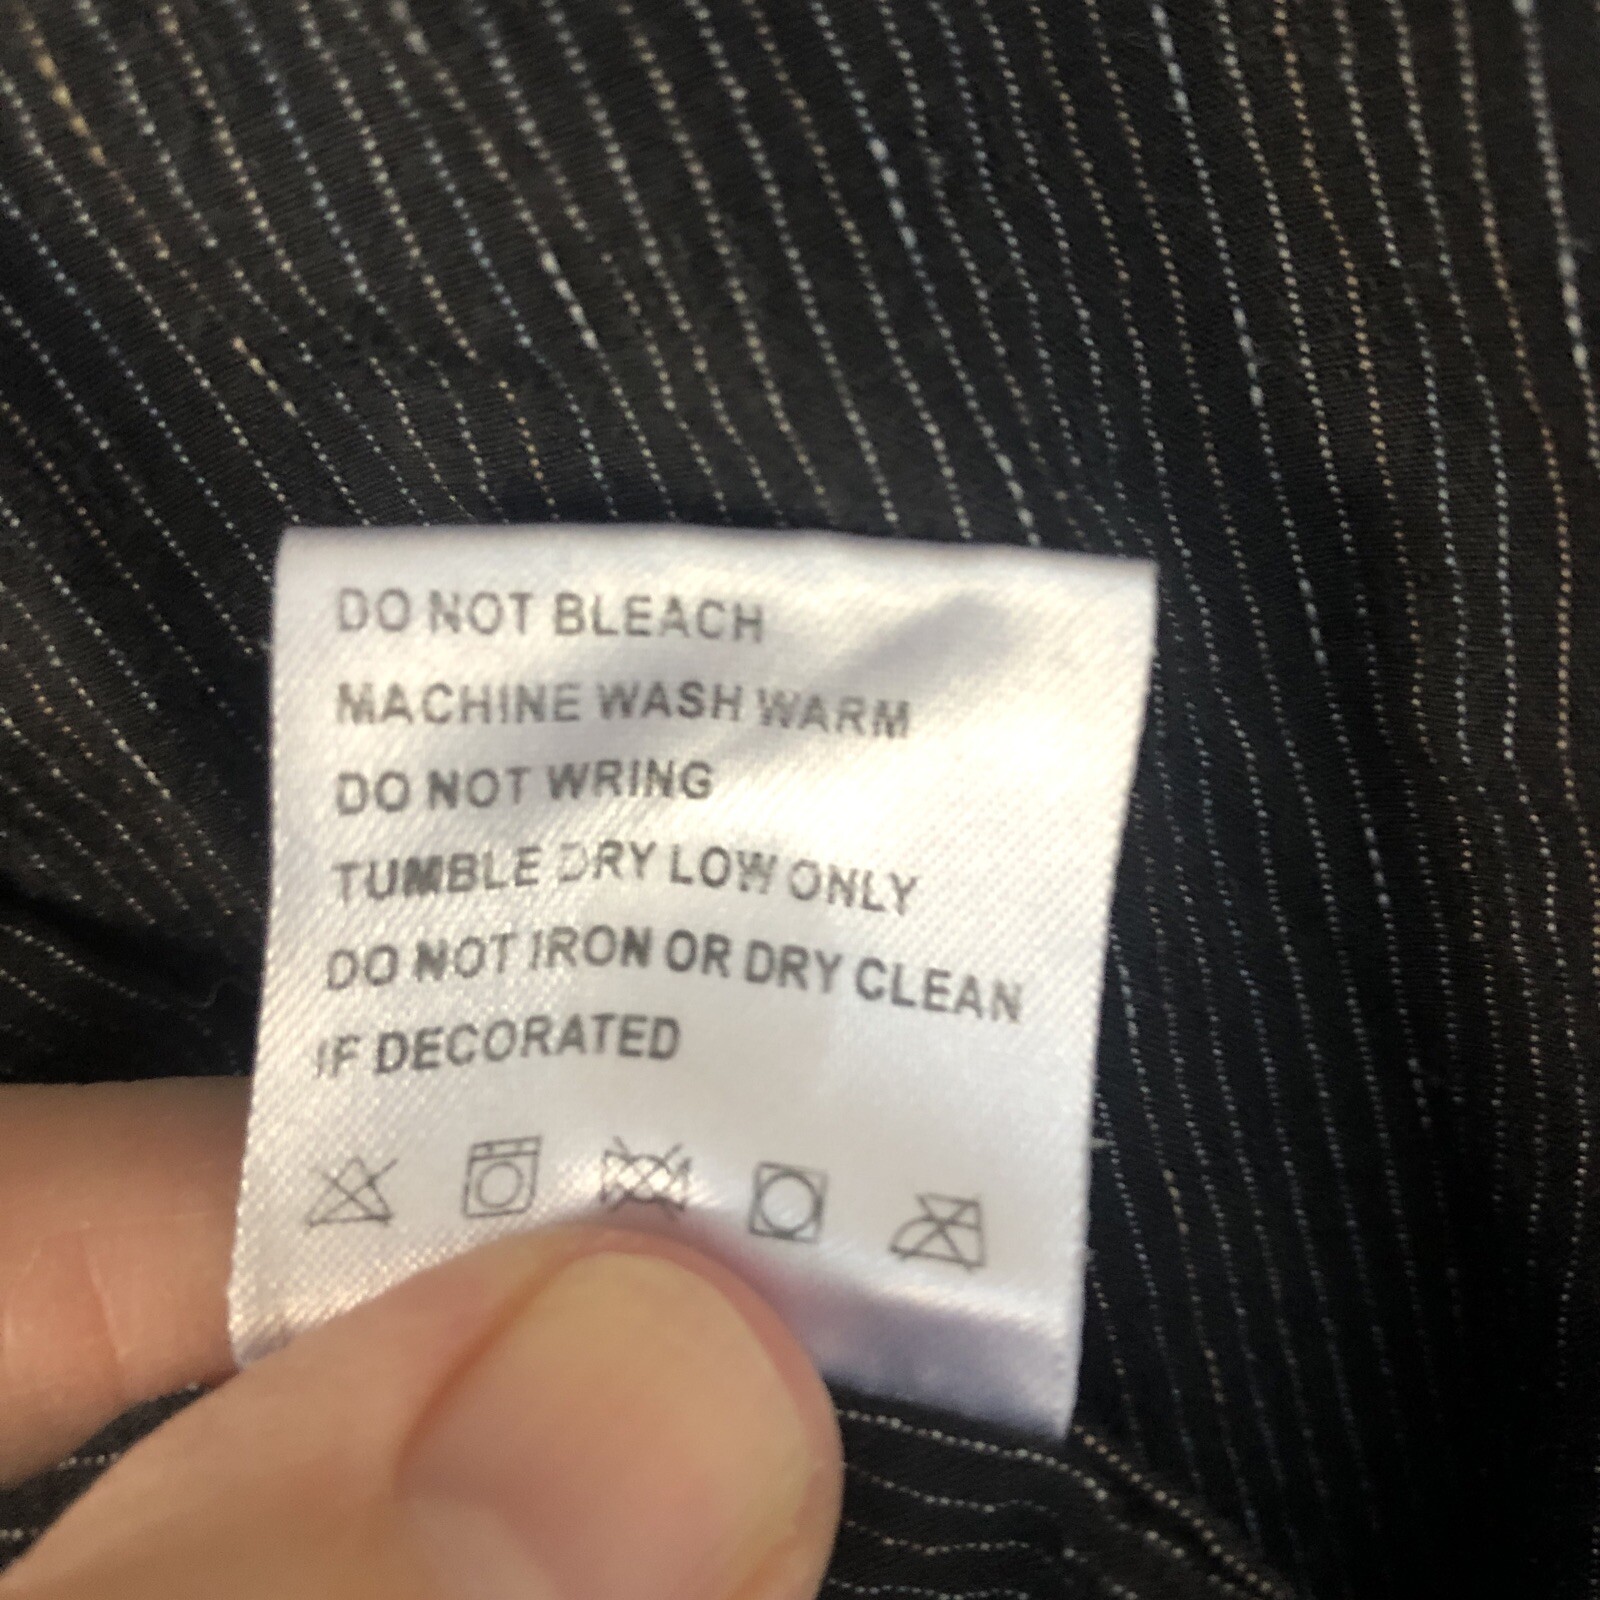 DO NOT BLEACH
MACHINE WASH WARM
DO NOT WRING
TUMBLE DRY LOW ONLY
DO NOT IRON OR DRY CLEAN
IF DECORATED